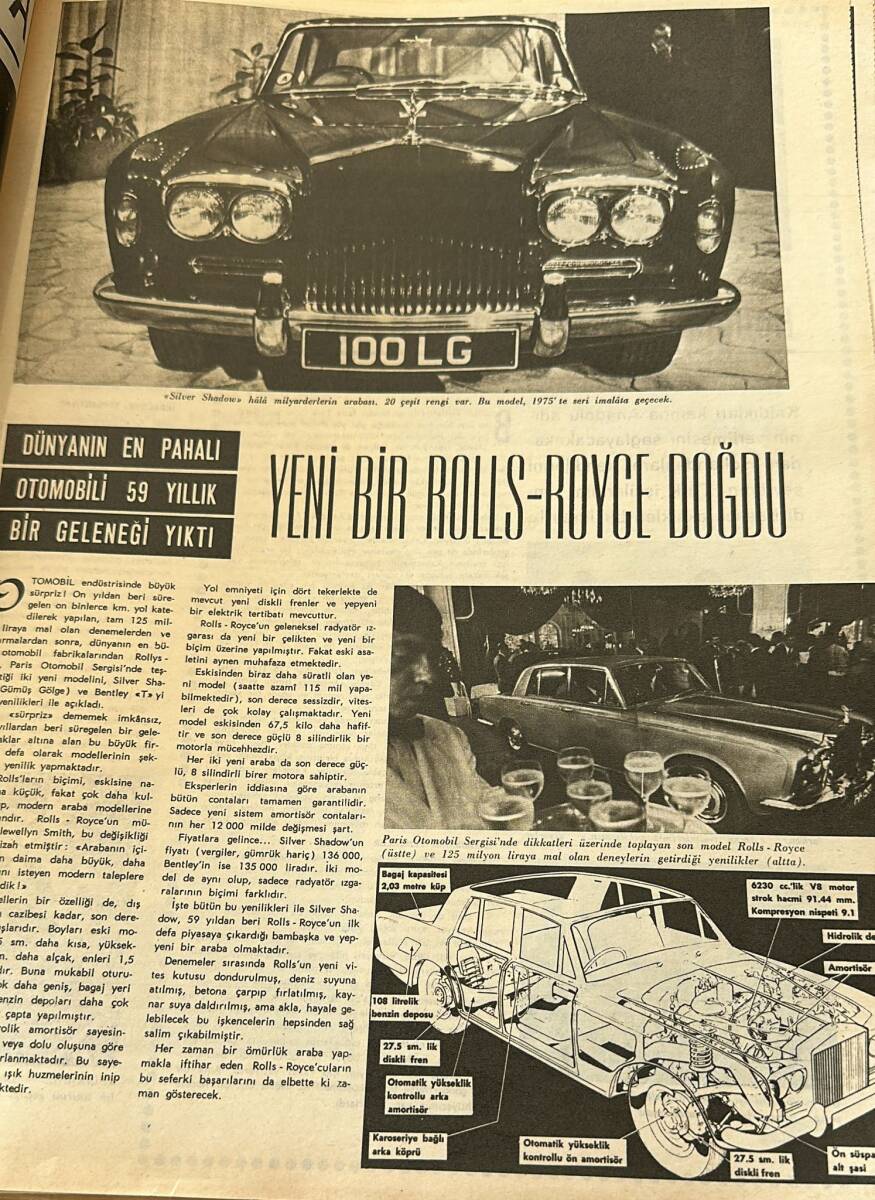 100 LG
«Silver Shadow» hâlâ milyarderlerin arabası. 20 çeşit rengi var. Bu model, 1975'te seri imalâta geçecek.
DÜNYANIN EN PAHALI
OTOMOBİLİ 59 YILLIK
BİR GELENEĞİ YIKTI
YENİ BİR ROLLS-ROYCE DOĞDU
OTOMOBİL endüstrisinde büyük
sürpriz! On yıldan beri süre-
gelen on binlerce km. yol kate-
dilerek yapılan, tam 125 mil-
liraya mal olan denemelerden ve
sonra, dünyanın en bü-
otomobil fabrikalarından Rollys -
Paris Otomobil Sergisi'nde teş-
iki yeni modelini, Silver Sha-
Gümüş Gölge) ve Bentley «T»yi
yenilikleri ile açıkladı.
«sürpriz» dememek imkânsız,
yıllardan beri süregelen bir gele-
altına alan bu büyük fir-
defa olarak modellerinin şek-
yenilik yapmaktadır.
Rolls'ların biçimi, eskisine na-
küçük, fakat çok daha kul-
modern araba modellerine
Rolls - Royce'un mü-
Llewellyn Smith, bu değişikliği
izah etmiştir: «Arabanın içi-
daima daha büyük, daha
isteyen modern taleplere
dik!»
bir özelliği de, dış
cazibesi kadar, son dere-
Boyları eski mo-
sm. daha kısa, yüksek-
daha alçak, enleri 1,5
Buna mukabil oturu-
daha geniş, bagaj yeri
benzin depoları daha çok
çapta yapılmıştır.
amortisör sayesin-
veya dolu oluşuna göre
Bu saye-
ışık huzmelerinin inip
Yol emniyeti için dört tekerlekte de
mevcut yeni diskli frenler ve yepyeni
bir elektrik tertibatı mevcuttur.
Rolls - Royce'un geleneksel radyatör ız-
garası da yeni bir çelikten ve yeni bir
biçim üzerine yapılmıştır. Fakat eski asa-
letini aynen muhafaza etmektedir.
Eskisinden biraz daha süratli olan ye-
ni model (saatte azamî 115 mil yapa-
bilmektedir), son derece sessizdir, vites-
leri de çok kolay çalışmaktadır. Yeni
model eskisinden 67,5 kilo daha hafif-
tir ve son derece güçlü 8 silindirlik bir
motorla mücehhezdir.
Her iki yeni araba da son derece güç-
lü, 8 silindirli birer motora sahiptir.
Eksperlerin iddiasına göre arabanın
bütün contaları tamamen garantilidir.
Sadece yeni sistem amortisör contaları-
nın her 12 000 milde değişmesi şart.
Fiyatlara gelince... Silver Shadow'un
fiyatı (vergiler, gümrük hariç) 136 000,
Bentley'in ise 135 000 liradır. İki mo-
del de aynı olup, sadece radyatör ızga-
ralarının biçimi farklıdır.
İşte bütün bu yenilikleri ile Silver Sha-
dow, 59 yıldan beri Rolls - Royce'un ilk
defa piyasaya çıkardığı bambaşka ve yep-
yeni bir araba olmaktadır.
Denemeler sırasında Rolls'un yeni vi-
tes kutusu dondurulmuş, deniz suyuna
atılmış, betona çarpıp fırlatılmış, kay-
nar suya daldırılmış, ama akla, hayale ge-
lebilecek bu işkencelerin hepsinden sağ
salim çıkabilmiştir.
Her zaman bir ömürlük araba yap-
makla iftihar eden Rolls - Royce'cuların
bu seferki başarılarını da elbette ki za-
man gösterecek.
Paris Otomobil Sergisi'nde dikkatleri üzerinde toplayan son model Rolls - Royce
(üstte) ve 125 milyon liraya mal olan deneylerin getirdiği yenilikler (altta).
Bagaj kapasitesi
2,03 metre küp
6230 cc.'lik V8 motor
strok hacmi 91.44 mm.
Kompresyon nispeti 9.1
Hidrolik
Amortisör
108 litrelik
benzin deposu
27.5 sm. lik
diskli fren
Otomatik yükseklik
kontrollu arka
amortisör
Karoseriye bağlı
arka köprü
Otomatik yükseklik
kontrollu ön amortisör
27.5 sm. lik
diskli fren
Ön
alt şasi